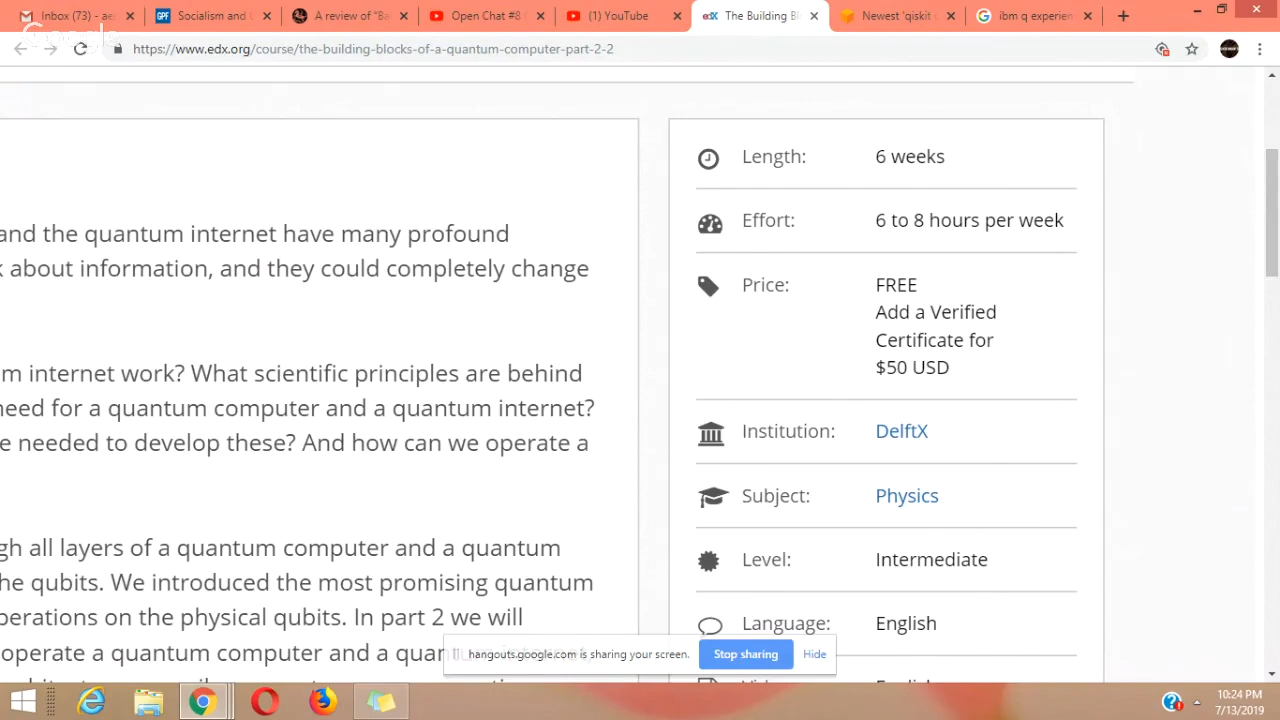 Inbox (73) - ae
Socialism and
A review of "Ba
Open Chat #8
(1) YouTube
The Building Bl
Newest 'qiskit
ibm q experien
Google
https://www.edx.org/course/the-building-blocks-of-a-quantum-computer-part-2-2
and the quantum internet have many profound
about information, and they could completely change
m internet work? What scientific principles are behind
need for a quantum computer and a quantum internet?
e needed to develop these? And how can we operate a
gh all layers of a quantum computer and a quantum
he qubits. We introduced the most promising quantum
perations on the physical qubits. In part 2 we will
operate a quantum computer and a quan
Length: 6 weeks
Effort: 6 to 8 hours per week
Price: FREE
Add a Verified
Certificate for
$50 USD
Institution: DelftX
Subject: Physics
Level: Intermediate
Language: English
hangouts.google.com is sharing your screen. Stop sharing Hide
10:24 PM
7/13/2019